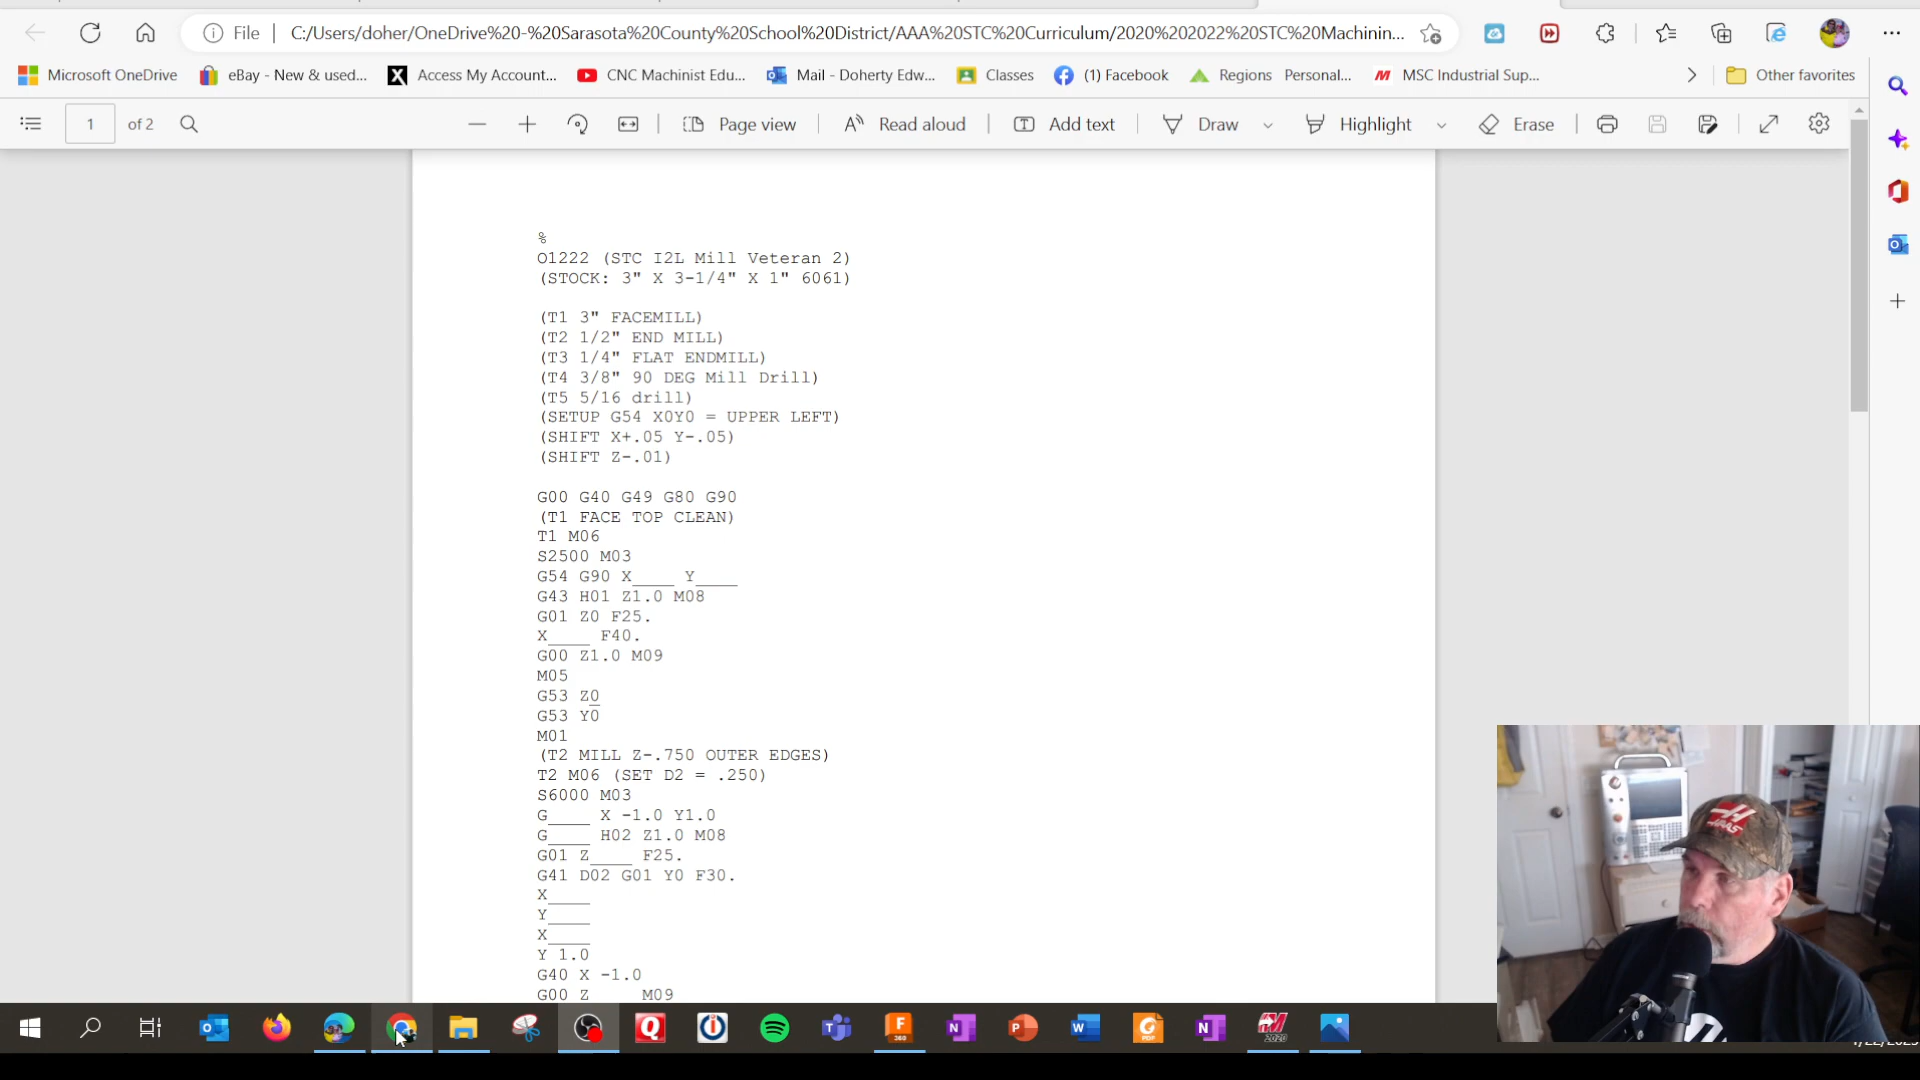 File
C:/Users/doher/OneDrive%20-%20Sarasota%20County%20School%20District/AAA%20STC%20Curriculum/2020%202022%20STC%20Machinin...
Microsoft OneDrive
eBay - New & used...
Access My Account...
CNC Machinist Edu...
Mail - Doherty Edw...
Classes
(1) Facebook
Regions Personal...
MSC Industrial Sup...
Other favorites
1 of 2
Page view
Read aloud
Add text
Draw
Highlight
Erase
%
O1222 (STC I2L Mill Veteran 2)
(STOCK: 3" X 3-1/4" X 1" 6061)
(T1 3" FACEMILL)
(T2 1/2" END MILL)
(T3 1/4" FLAT ENDMILL)
(T4 3/8" 90 DEG Mill Drill)
(T5 5/16 drill)
(SETUP G54 X0Y0 = UPPER LEFT)
(SHIFT X+.05 Y-.05)
(SHIFT Z-.01)
G00 G40 G49 G80 G90
(T1 FACE TOP CLEAN)
T1 M06
S2500 M03
G54 G90 X____ Y____
G43 H01 Z1.0 M08
G01 Z0 F25.
X____ F40.
G00 Z1.0 M09
M05
G53 Z0
G53 Y0
M01
(T2 MILL Z-.750 OUTER EDGES)
T2 M06 (SET D2 = .250)
S6000 M03
G____ X -1.0 Y1.0
G____ H02 Z1.0 M08
G01 Z____ F25.
G41 D02 G01 Y0 F30.
X____
Y____
X____
Y 1.0
G40 X -1.0
G00 Z M09
HAAS